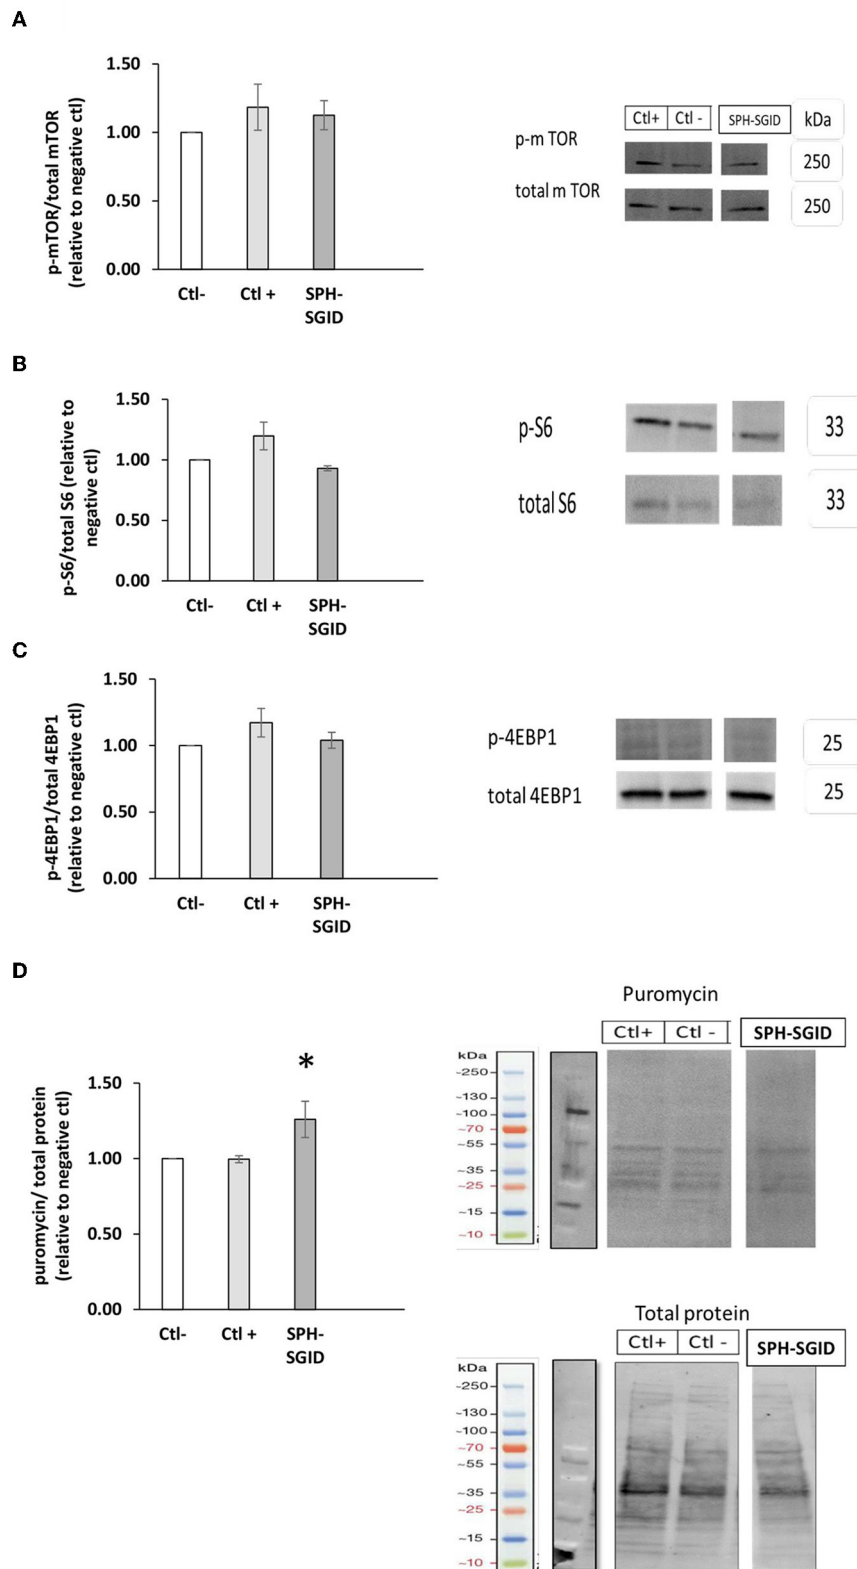 A
1.50
1.00
0.50
0.00
p-mTOR/total mTOR
(relative to negative ctl)
Ctl-
Ctl +
SPH-
SGID
Ctl+
Ctl -
SPH-SGID
kDa
p-m TOR
250
total m TOR
250
B
1.50
1.00
0.50
0.00
p-S6/total S6 (relative to
negative ctl)
Ctl-
Ctl +
SPH-
SGID
p-S6
33
total S6
33
C
1.50
1.00
0.50
0.00
p-4EBP1/total 4EBP1
(relative to negative ctl)
Ctl-
Ctl +
SPH-
SGID
p-4EBP1
25
total 4EBP1
25
D
1.50
1.00
0.50
0.00
puromycin/ total protein
(relative to negative ctl)
*
Ctl-
Ctl +
SPH-
SGID
Puromycin
Ctl+
Ctl -
SPH-SGID
kDa
~250
~130
~100
~70
~55
~35
~25
~15
~10
Total protein
Ctl+
Ctl -
SPH-SGID
kDa
~250
~130
~100
~70
~55
~35
~25
~15
~10